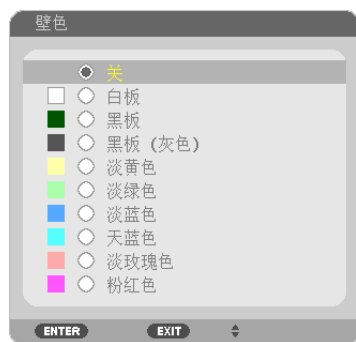 壁色
关
白板
黑板
黑板 (灰色)
淡黄色
淡绿色
淡蓝色
天蓝色
淡玫瑰色
粉红色
ENTER EXIT